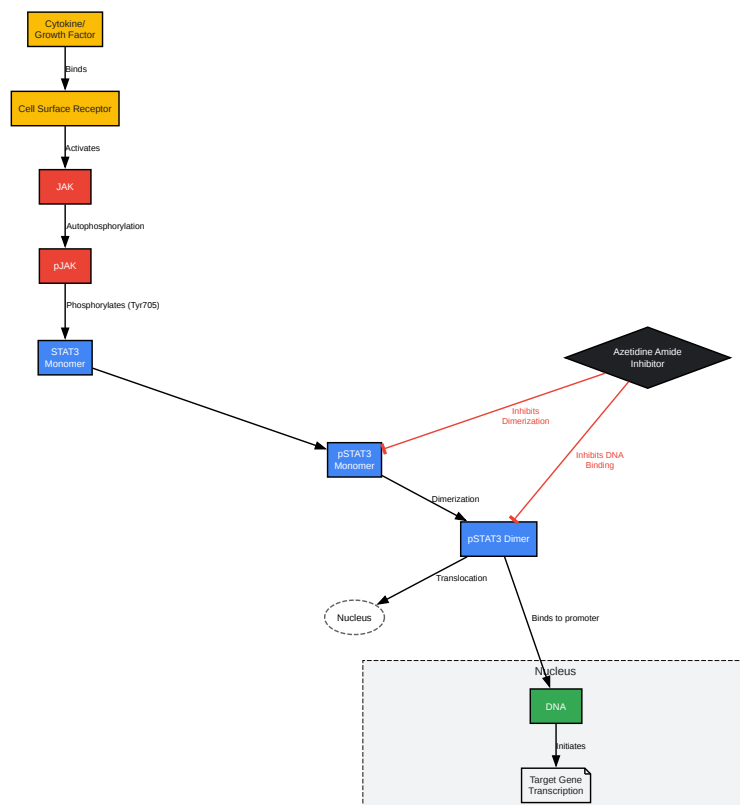 Cytokine/
Growth Factor
Binds
Cell Surface Receptor
Activates
JAK
Autophosphorylation
pJAK
Phosphorylates (Tyr705)
STAT3
Monomer
Azetidine Amide
Inhibitor
Inhibits
Dimerization
pSTAT3
Monomer
Inhibits DNA
Binding
Dimerization
pSTAT3 Dimer
Translocation
Nucleus
Binds to promoter
Nucleus
DNA
Initiates
Target Gene
Transcription